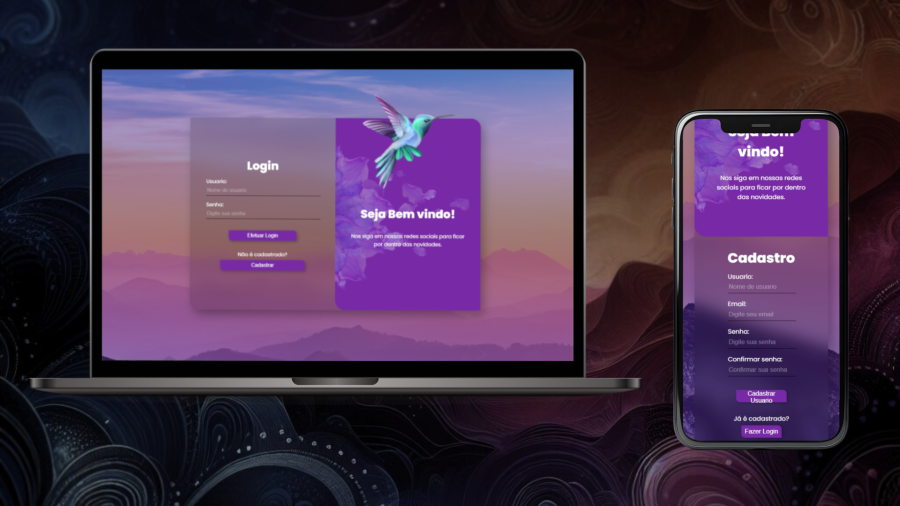 Login
Usuario:
Nome de usuario
Senha:
Digite sua senha
Efetuar Login
Não é cadastrado?
Cadastrar
Seja Bem vindo!
Nos siga em nossas redes sociais para ficar
por dentro das novidades.
Seja Bem
vindo!
Nos siga em nossas redes
sociais para ficar por dentro
das novidades.
Cadastro
Usuario:
Nome de usuario
Email:
Digite seu email
Senha:
Digite sua senha
Confirmar senha:
Confirmar sua senha
Cadastrar
Usuario
Já é cadastrado?
Fazer Login